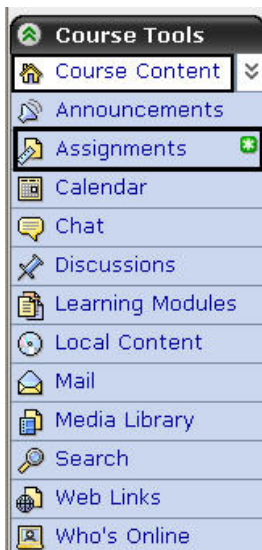 Course Tools
Course Content
Announcements
Assignments
Calendar
Chat
Discussions
Learning Modules
Local Content
Mail
Media Library
Search
Web Links
Who's Online